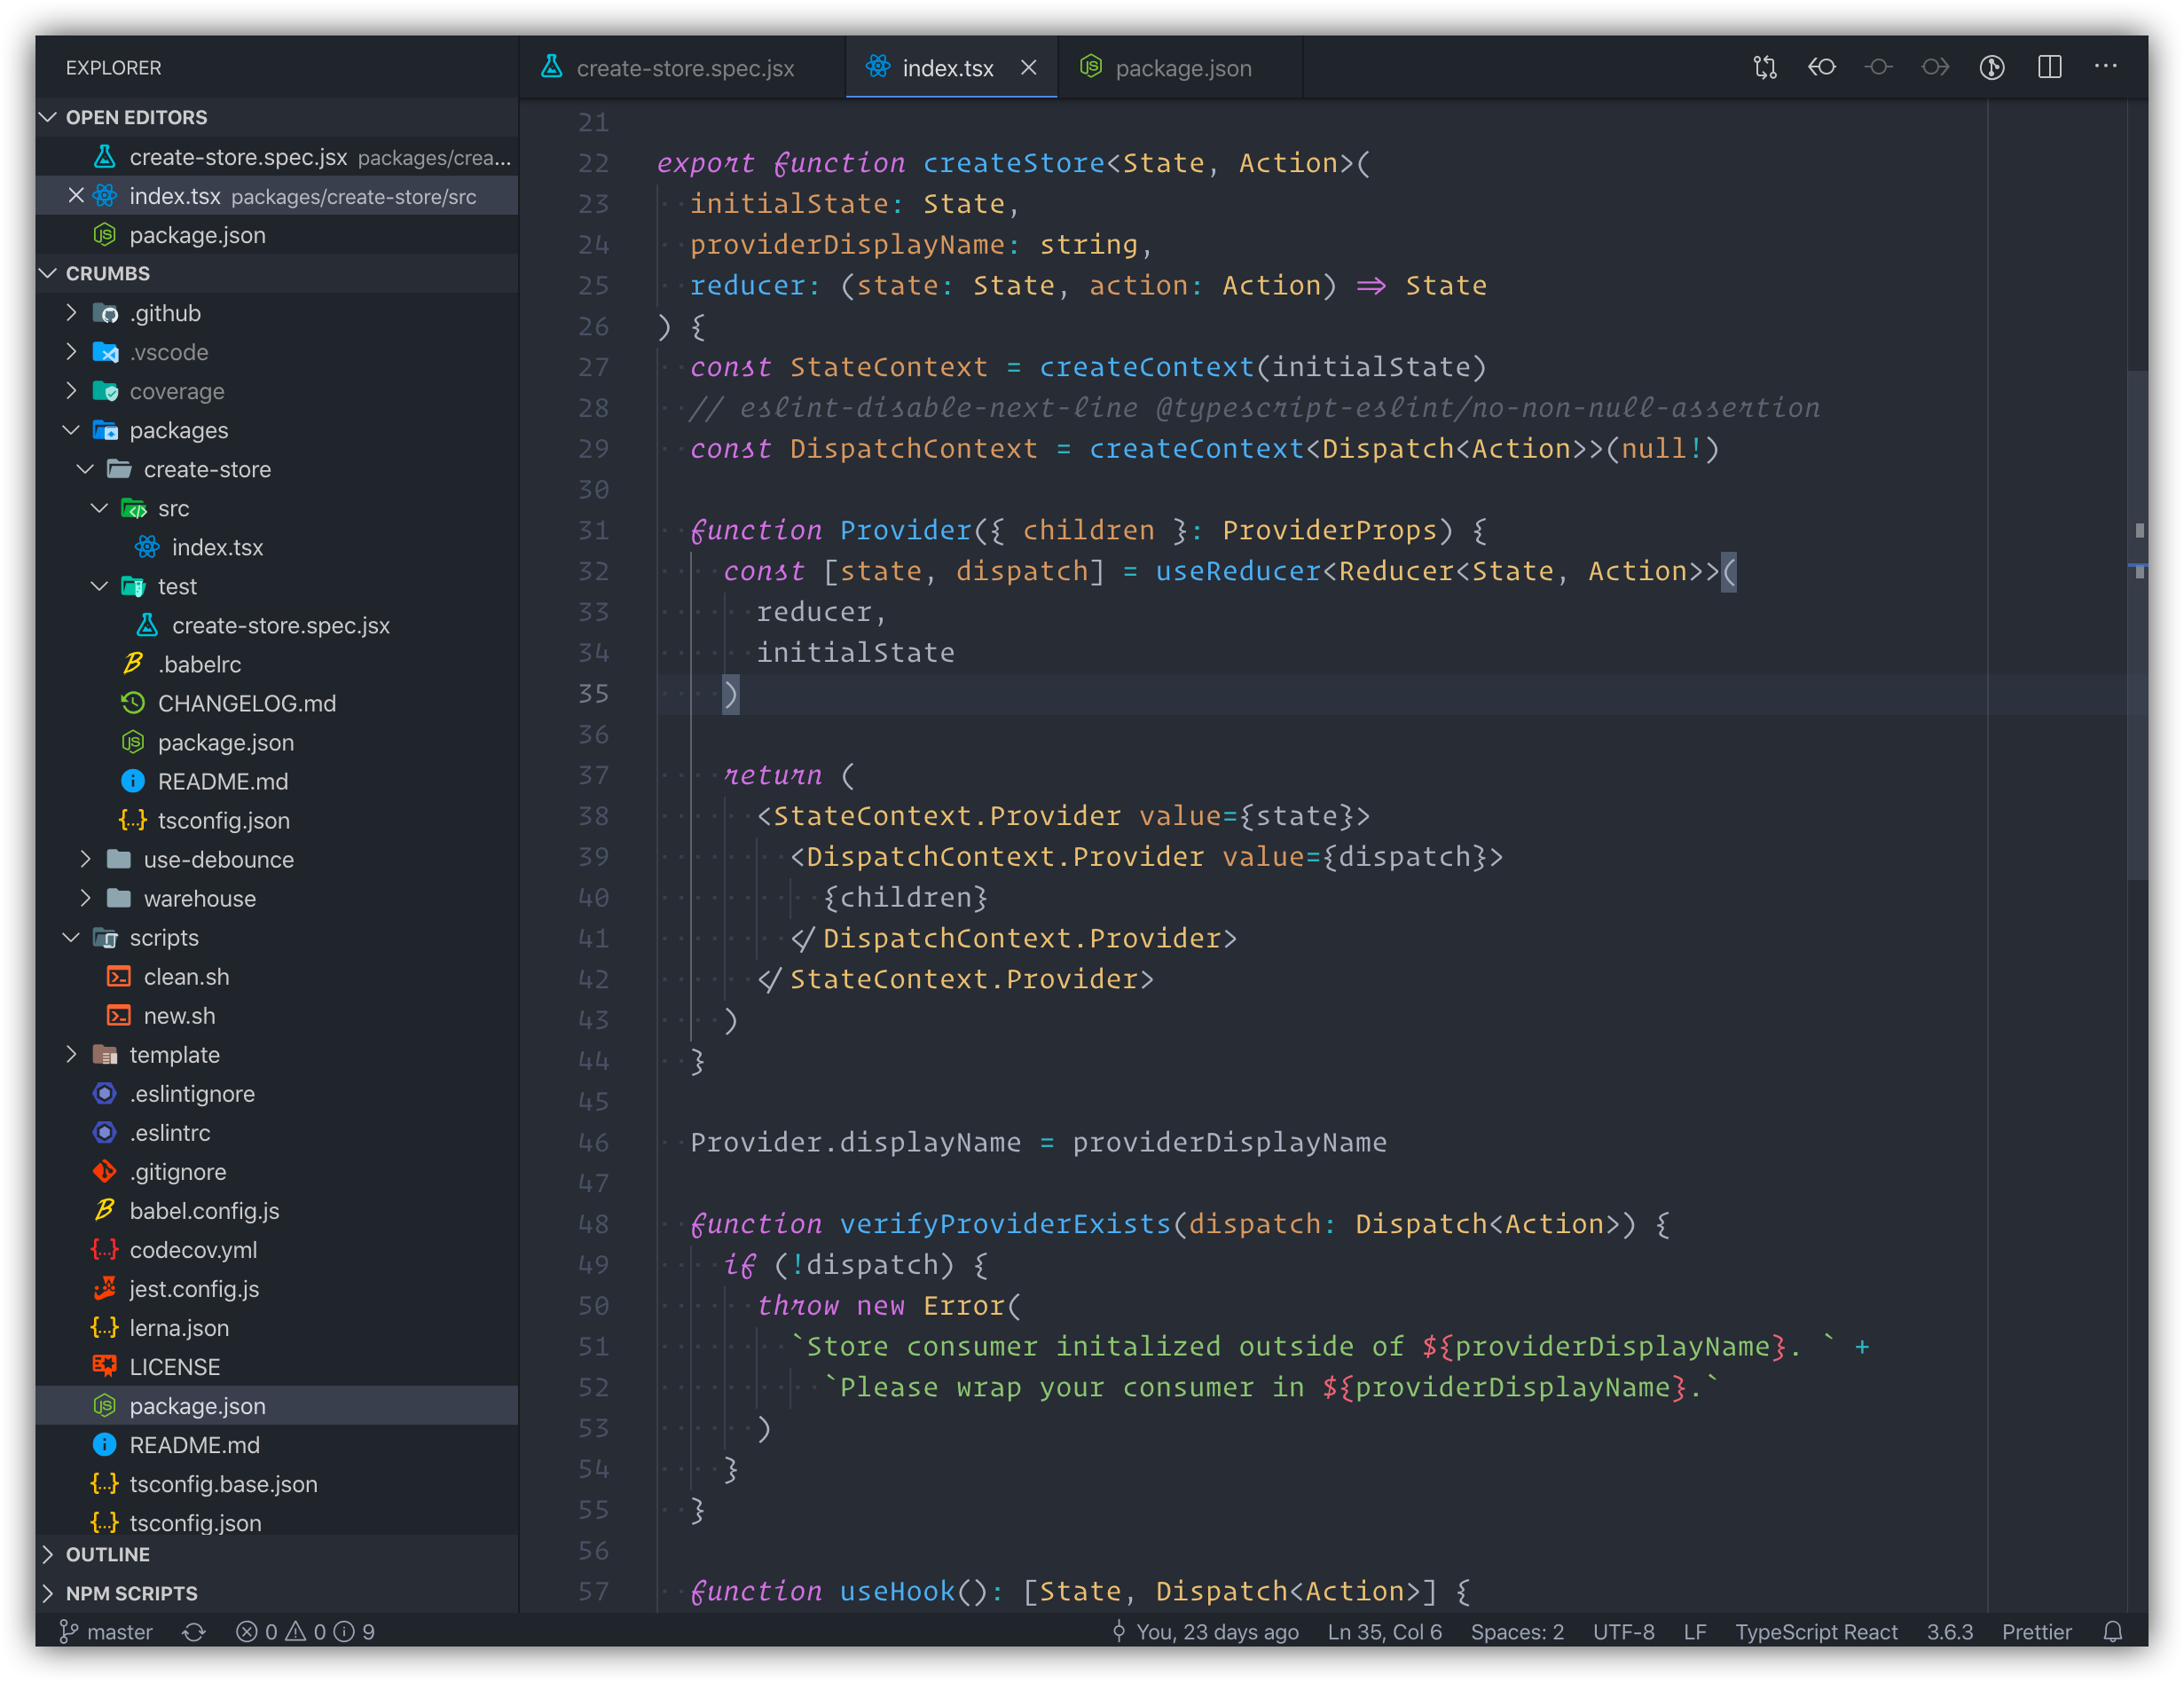 EXPLORER
OPEN EDITORS
create-store.spec.jsx packages/crea...
index.tsx packages/create-store/src
package.json
CRUMBS
.github
.vscode
coverage
packages
create-store
src
index.tsx
test
create-store.spec.jsx
.babelrc
CHANGELOG.md
package.json
README.md
tsconfig.json
use-debounce
warehouse
scripts
clean.sh
new.sh
template
.eslintignore
.eslintrc
.gitignore
babel.config.js
codecov.yml
jest.config.js
lerna.json
LICENSE
package.json
README.md
tsconfig.base.json
tsconfig.json
OUTLINE
NPM SCRIPTS
create-store.spec.jsx index.tsx package.json
21
22 export function createStore<State, Action>(
23   initialState: State,
24   providerDisplayName: string,
25   reducer: (state: State, action: Action) => State
26 ) {
27   const StateContext = createContext(initialState)
28   // eslint-disable-next-line @typescript-eslint/no-non-null-assertion
29   const DispatchContext = createContext<Dispatch<Action>>(null!)
30
31   function Provider({ children }: ProviderProps) {
32     const [state, dispatch] = useReducer<Reducer<State, Action>>(
33       reducer,
34       initialState
35     )
36
37     return (
38       <StateContext.Provider value={state}>
39         <DispatchContext.Provider value={dispatch}>
40           {children}
41         </DispatchContext.Provider>
42       </StateContext.Provider>
43     )
44   }
45
46   Provider.displayName = providerDisplayName
47
48   function verifyProviderExists(dispatch: Dispatch<Action>) {
49     if (!dispatch) {
50       throw new Error(
51         `Store consumer initalized outside of ${providerDisplayName}. ` +
52           `Please wrap your consumer in ${providerDisplayName}.`
53       )
54     }
55   }
56
57   function useHook(): [State, Dispatch<Action>] {
master 0 0 9 You, 23 days ago Ln 35, Col 6 Spaces: 2 UTF-8 LF TypeScript React 3.6.3 Prettier